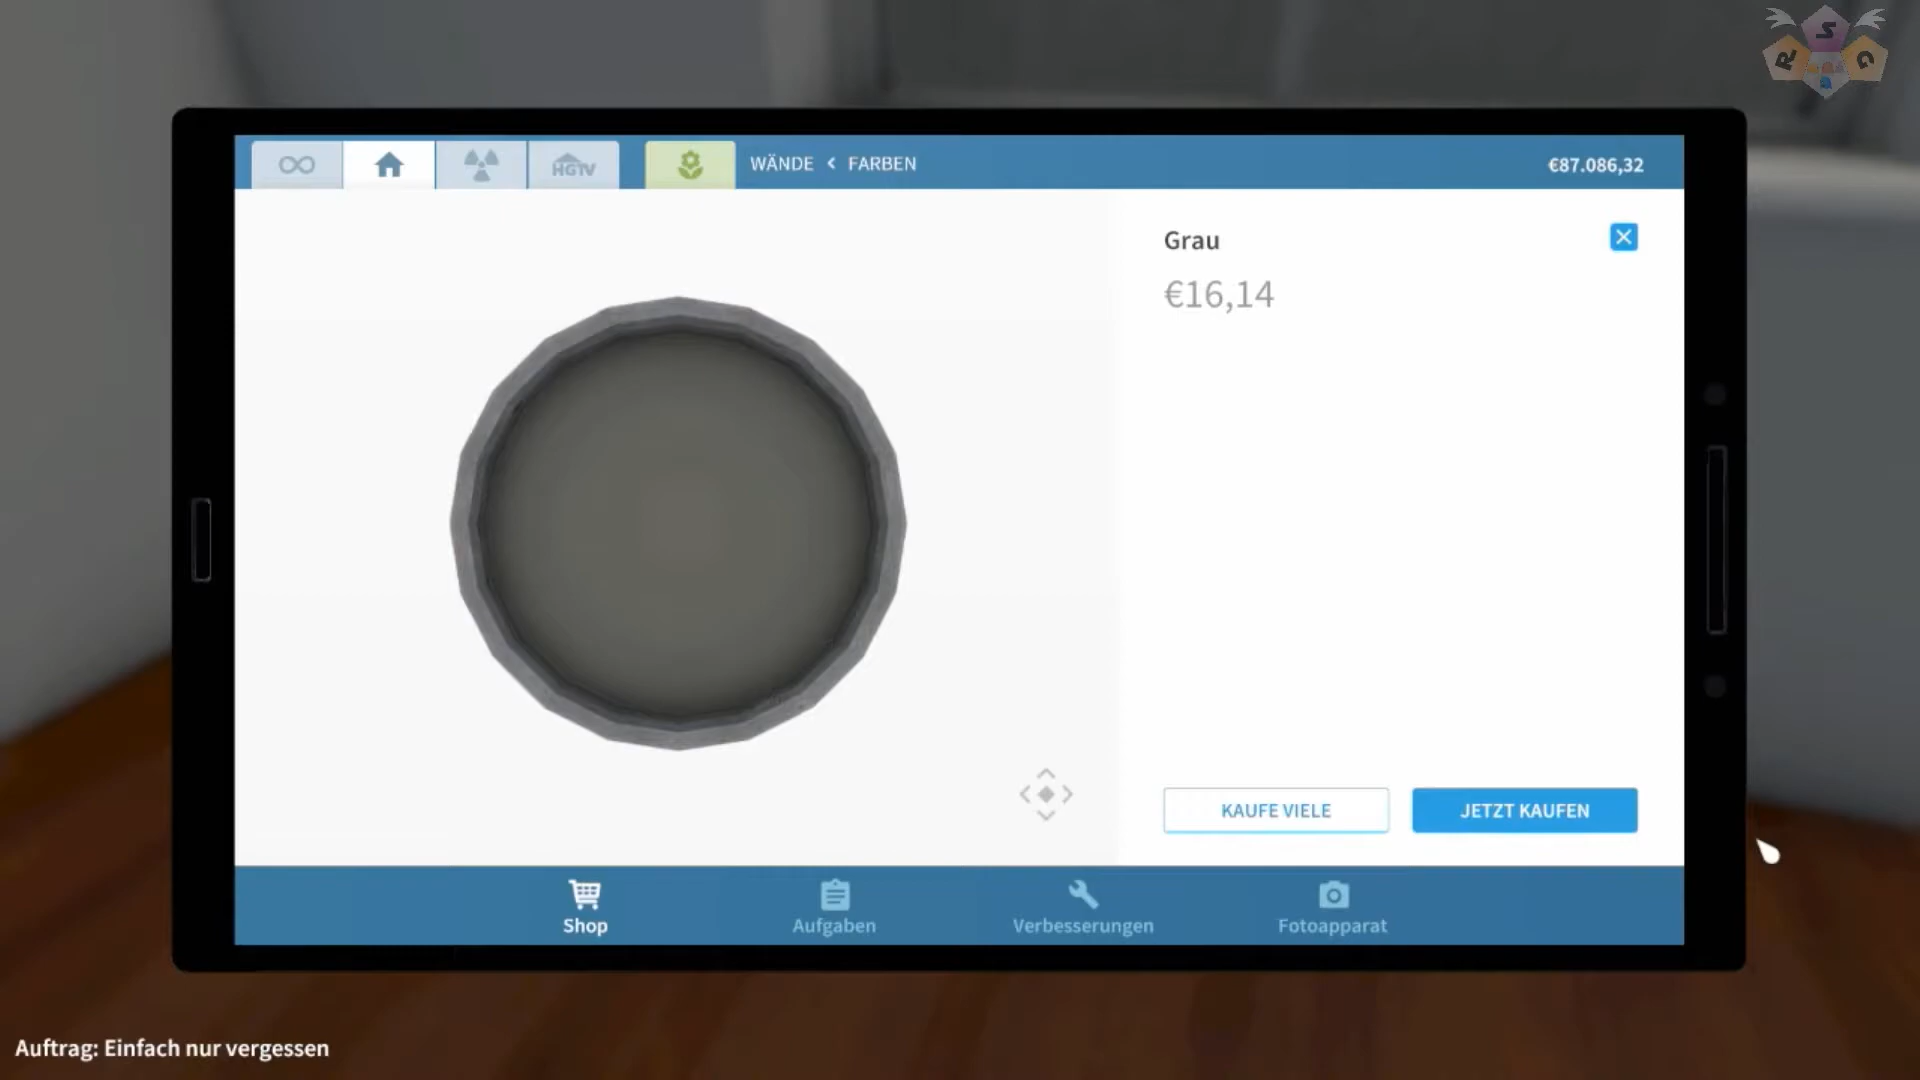 HGTV
WÄNDE < FARBEN
€87.086,32
Grau
€16,14
KAUFE VIELE
JETZT KAUFEN
Shop
Aufgaben
Verbesserungen
Fotoapparat
Auftrag: Einfach nur vergessen
R S G